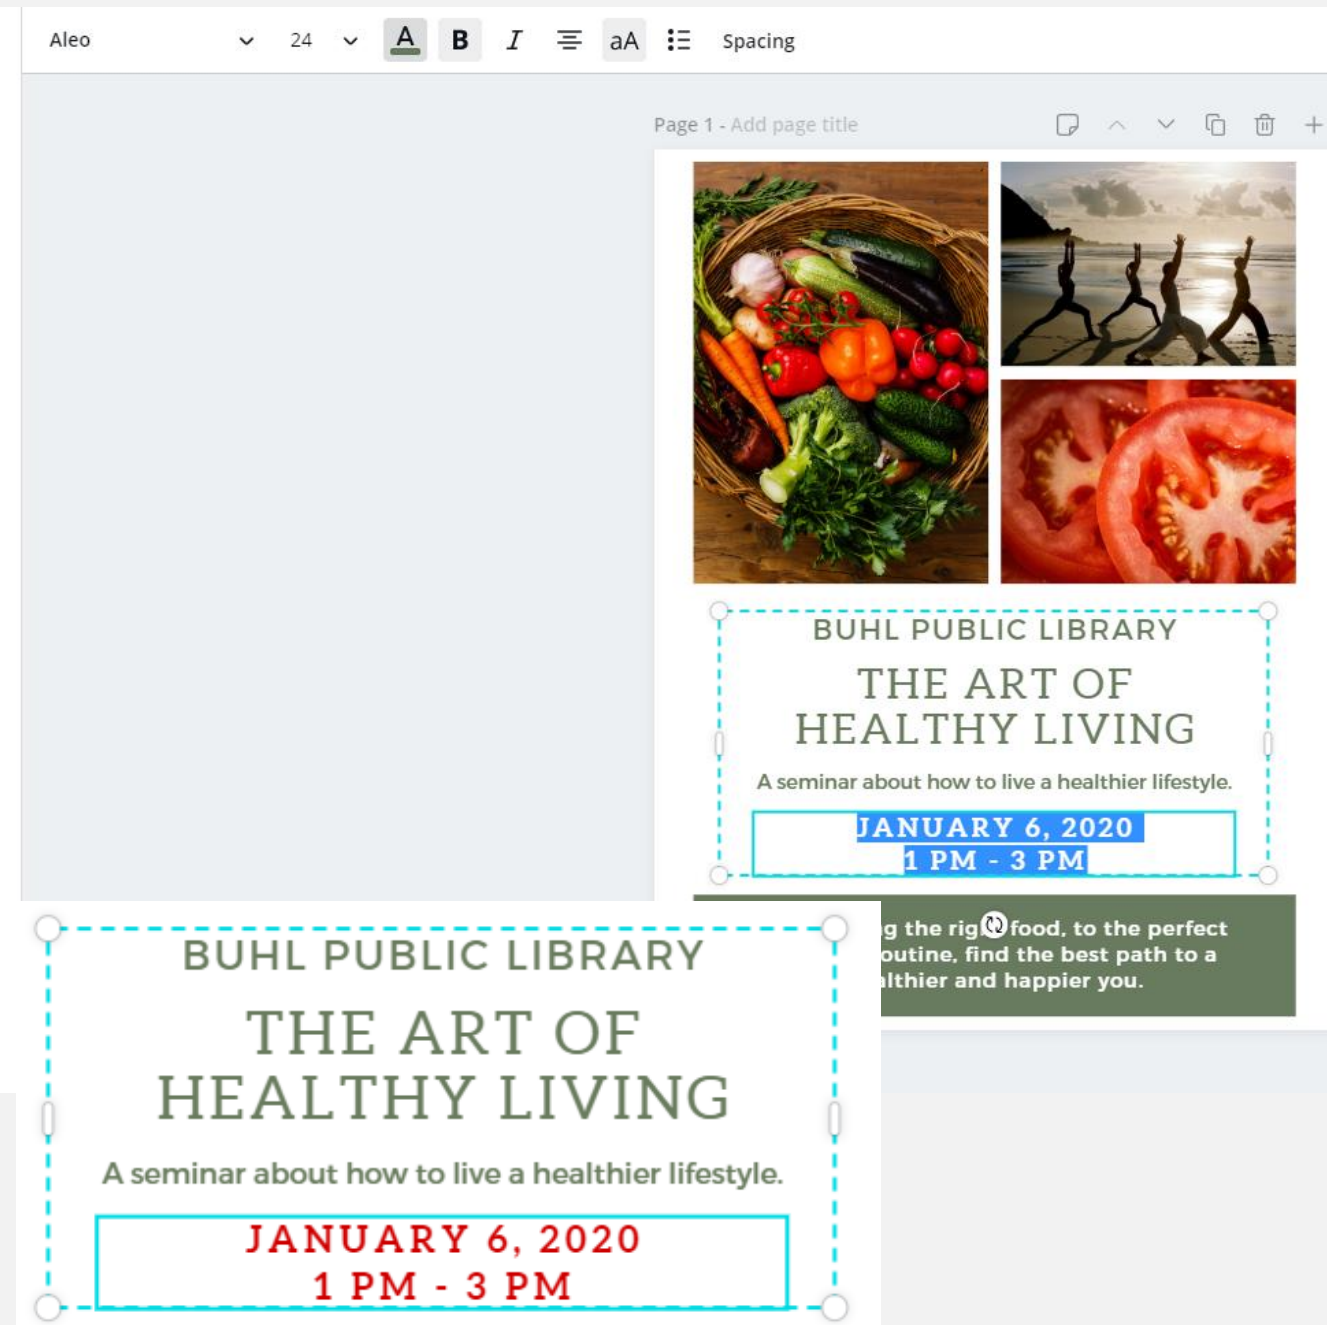 Aleo 24 A B I aA Spacing
Page 1 - Add page title
BUHL PUBLIC LIBRARY
THE ART OF
HEALTHY LIVING
A seminar about how to live a healthier lifestyle.
JANUARY 6, 2020
1 PM - 3 PM
the food, to the perfect
find the best path to a
and happier you.
BUHL PUBLIC LIBRARY
THE ART OF
HEALTHY LIVING
A seminar about how to live a healthier lifestyle.
JANUARY 6, 2020
1 PM - 3 PM